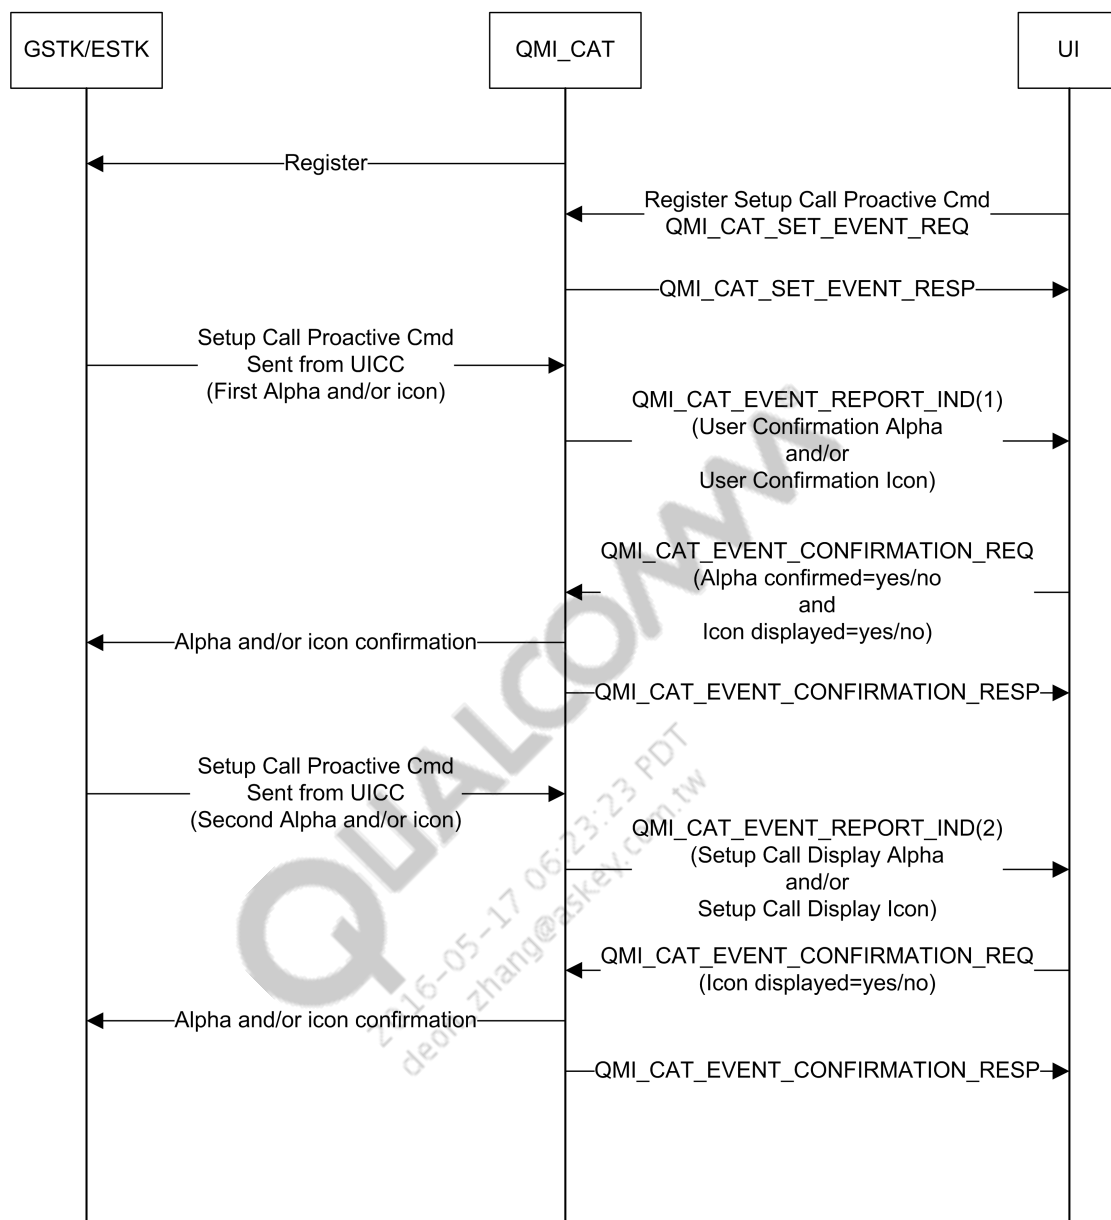 GSTK/ESTK
QMI_CAT
UI
Register
Register Setup Call Proactive Cmd
QMI_CAT_SET_EVENT_REQ
QMI_CAT_SET_EVENT_RESP
Setup Call Proactive Cmd
Sent from UICC
(First Alpha and/or icon)
QMI_CAT_EVENT_REPORT_IND(1)
(User Confirmation Alpha
and/or
User Confirmation Icon)
QMI_CAT_EVENT_CONFIRMATION_REQ
(Alpha confirmed=yes/no
and
Icon displayed=yes/no)
Alpha and/or icon confirmation
QMI_CAT_EVENT_CONFIRMATION_RESP
Setup Call Proactive Cmd
Sent from UICC
(Second Alpha and/or icon)
QMI_CAT_EVENT_REPORT_IND(2)
(Setup Call Display Alpha
and/or
Setup Call Display Icon)
QMI_CAT_EVENT_CONFIRMATION_REQ
(Icon displayed=yes/no)
Alpha and/or icon confirmation
QMI_CAT_EVENT_CONFIRMATION_RESP
QUALCOMM
2016-05-17 06:23:23 PDT
deon.zhang@askey.com.tw